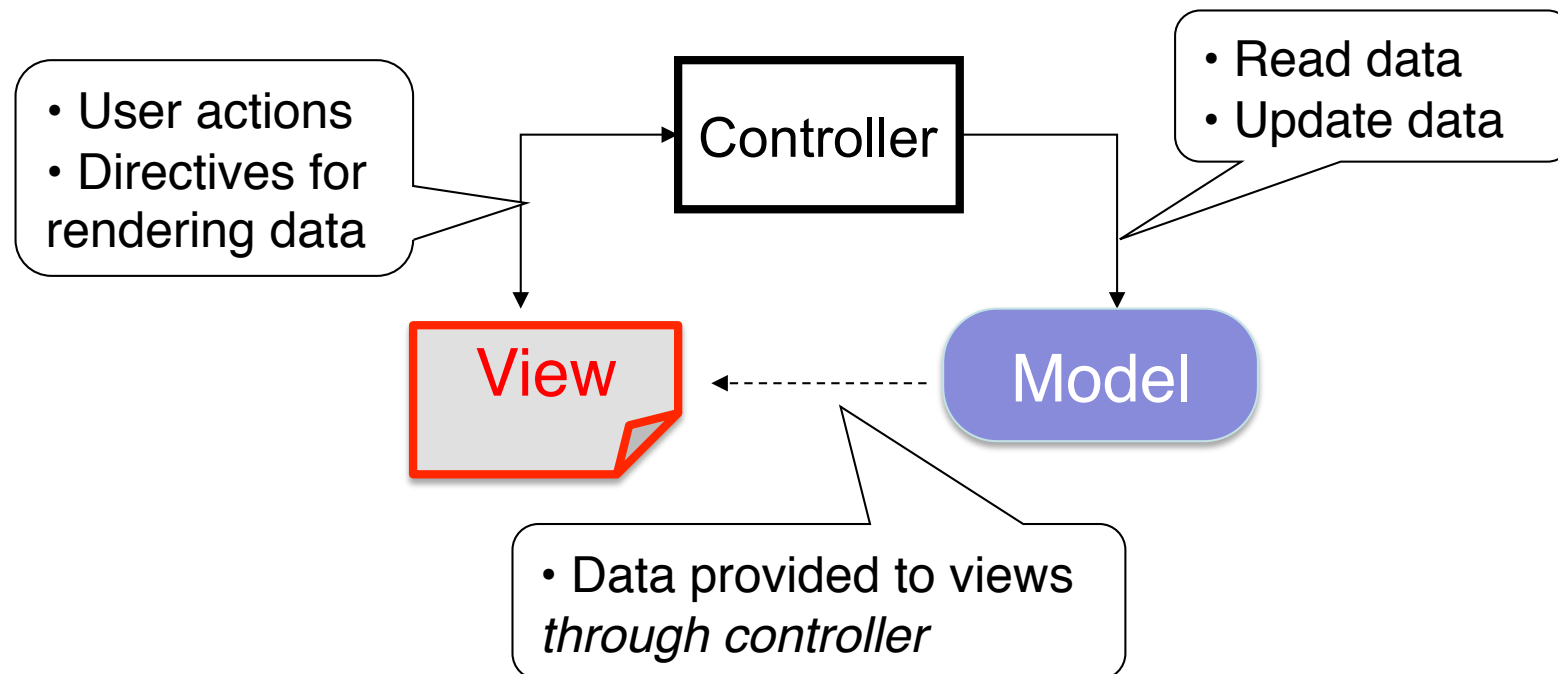 • User actions
• Directives for
rendering data
Controller
• Read data
• Update data
View
Model
• Data provided to views
through controller